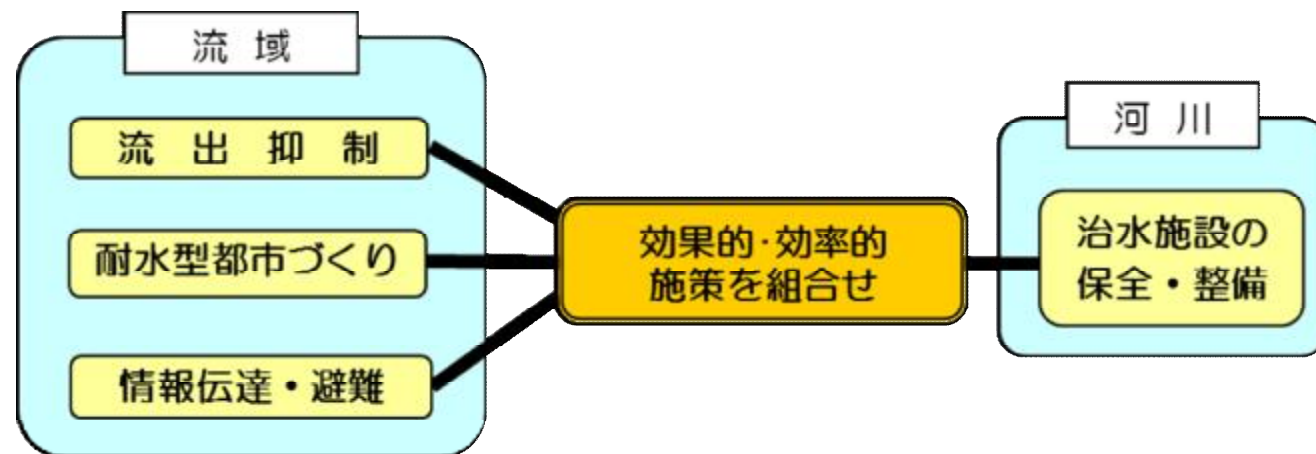 流域
流出抑制
耐水型都市づくり
情報伝達・避難
効果的・効率的
施策を組合せ
河川
治水施設の
保全・整備